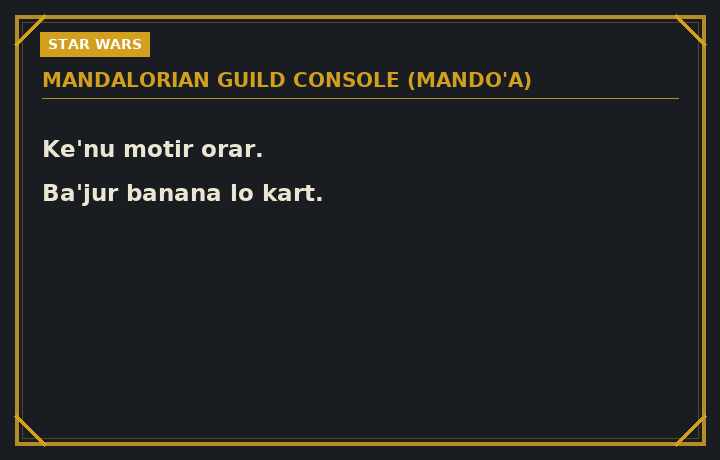 STAR WARS
MANDALORIAN GUILD CONSOLE (MANDO'A)
Ke'nu motir orar.
Ba'jur banana lo kart.